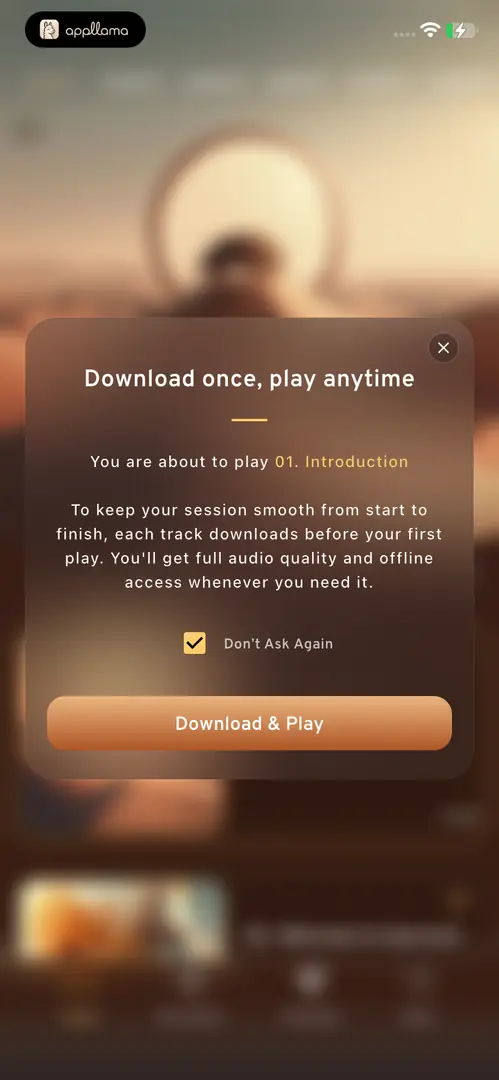 appllama
Download once, play anytime
You are about to play 01. Introduction
To keep your session smooth from start to
finish, each track downloads before your first
play. You'll get full audio quality and offline
access whenever you need it.
Don't Ask Again
Download & Play